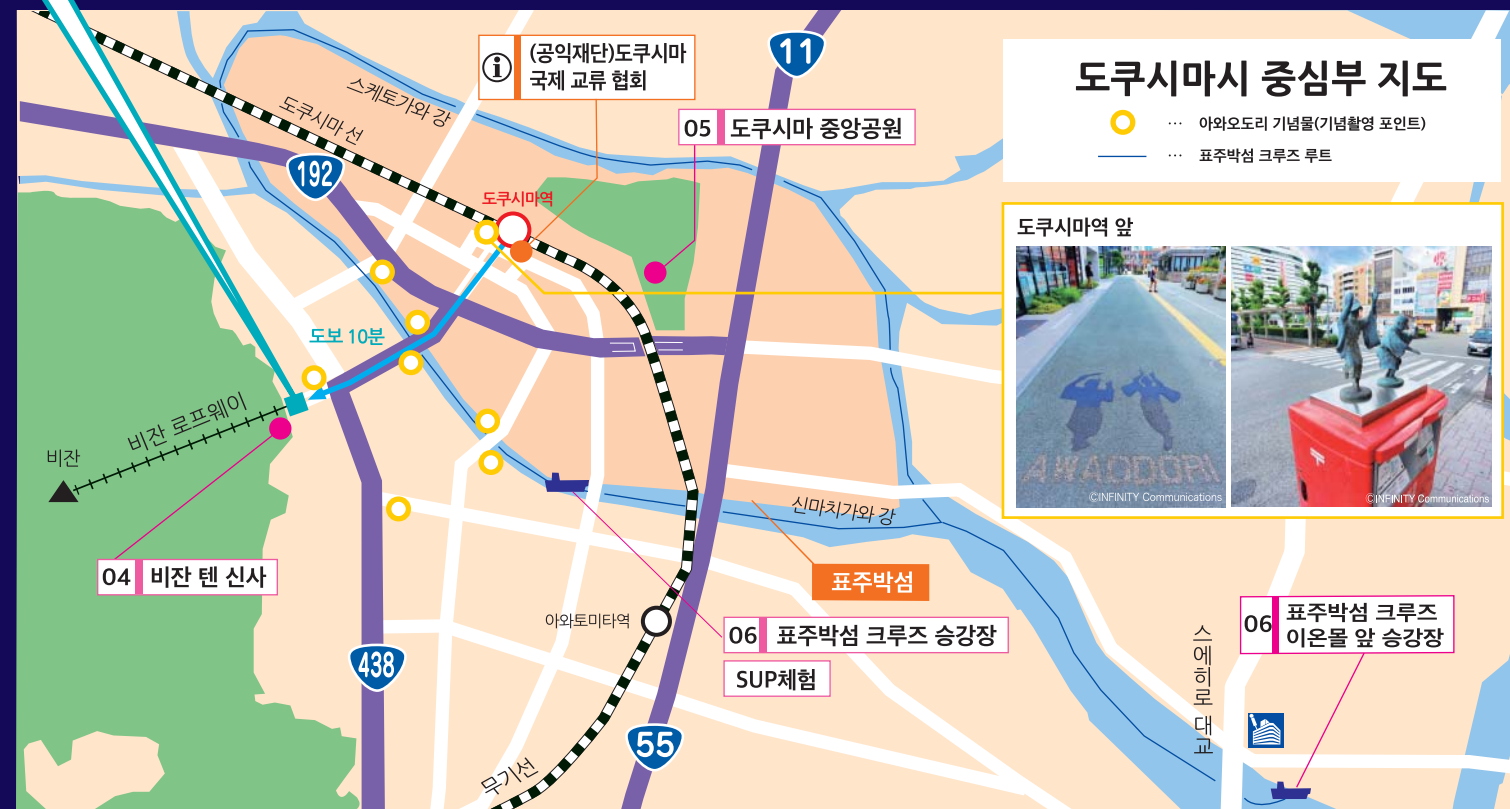 도쿠시마시 중심부 지도
… 아와오도리 기념물(기념촬영 포인트)
… 표주박섬 크루즈 루트
도쿠시마역 앞
AWAODORI
©INFINITY Communications
©INFINITY Communications
11
(공익재단)도쿠시마
국제 교류 협회
스케토가와 강
도쿠시마 선
05 도쿠시마 중앙공원
192
도쿠시마역
도보 10분
비잔 로프웨이
비잔
04 비잔 텐 신사
신마치가와 강
표주박섬
아와토미타역
06 표주박섬 크루즈 승강장
SUP체험
06 표주박섬 크루즈
이온몰 앞 승강장
스에히로 대교
438
55
무기선